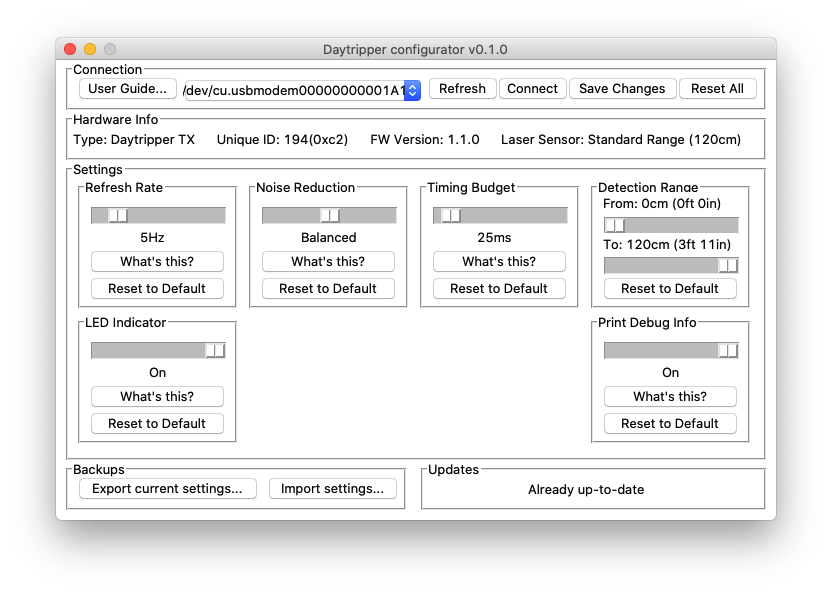 Daytripper configurator v0.1.0
Connection
User Guide... /dev/cu.usbmodem00000000001A1 Refresh Connect Save Changes Reset All
Hardware Info
Type: Daytripper TX Unique ID: 194(0xc2) FW Version: 1.1.0 Laser Sensor: Standard Range (120cm)
Settings
Refresh Rate
5Hz
What's this?
Reset to Default
Noise Reduction
Balanced
What's this?
Reset to Default
Timing Budget
25ms
What's this?
Reset to Default
Detection Range
From: 0cm (0ft 0in)
To: 120cm (3ft 11in)
Reset to Default
LED Indicator
On
What's this?
Reset to Default
Print Debug Info
On
What's this?
Reset to Default
Backups
Export current settings... Import settings...
Updates
Already up-to-date